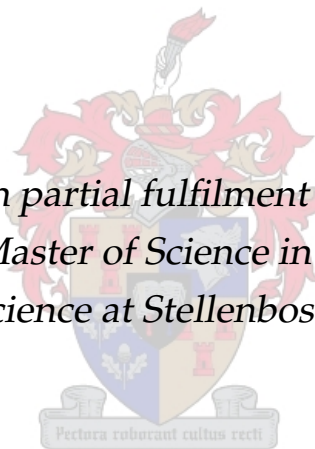 n partial fulfilment
Master of Science in
cience at Stellenbos
Pectora roborant cultus recti